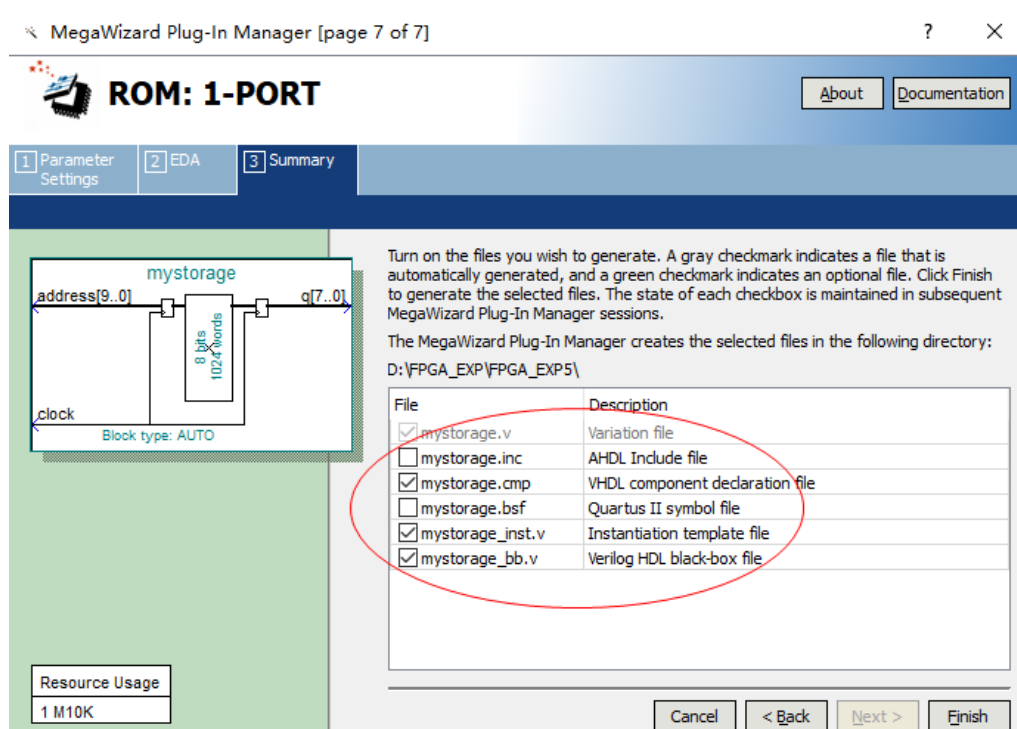 MegaWizard Plug-In Manager [page 7 of 7]
?
ROM: 1-PORT
About
Documentation
1 Parameter
Settings
2 EDA
3 Summary
mystorage
address[9..0]
q[7..0]
8 bits
1024 words
clock
Block type: AUTO
Turn on the files you wish to generate. A gray checkmark indicates a file that is
automatically generated, and a green checkmark indicates an optional file. Click Finish
to generate the selected files. The state of each checkbox is maintained in subsequent
MegaWizard Plug-In Manager sessions.
The MegaWizard Plug-In Manager creates the selected files in the following directory:
D:\FPGA_EXP\FPGA_EXP5\
File Description
mystorage.v Variation file
mystorage.inc AHDL Include file
mystorage.cmp VHDL component declaration file
mystorage.bsf Quartus II symbol file
mystorage_inst.v Instantiation template file
mystorage_bb.v Verilog HDL black-box file
Resource Usage
1 M10K
Cancel
< Back
Next >
Finish